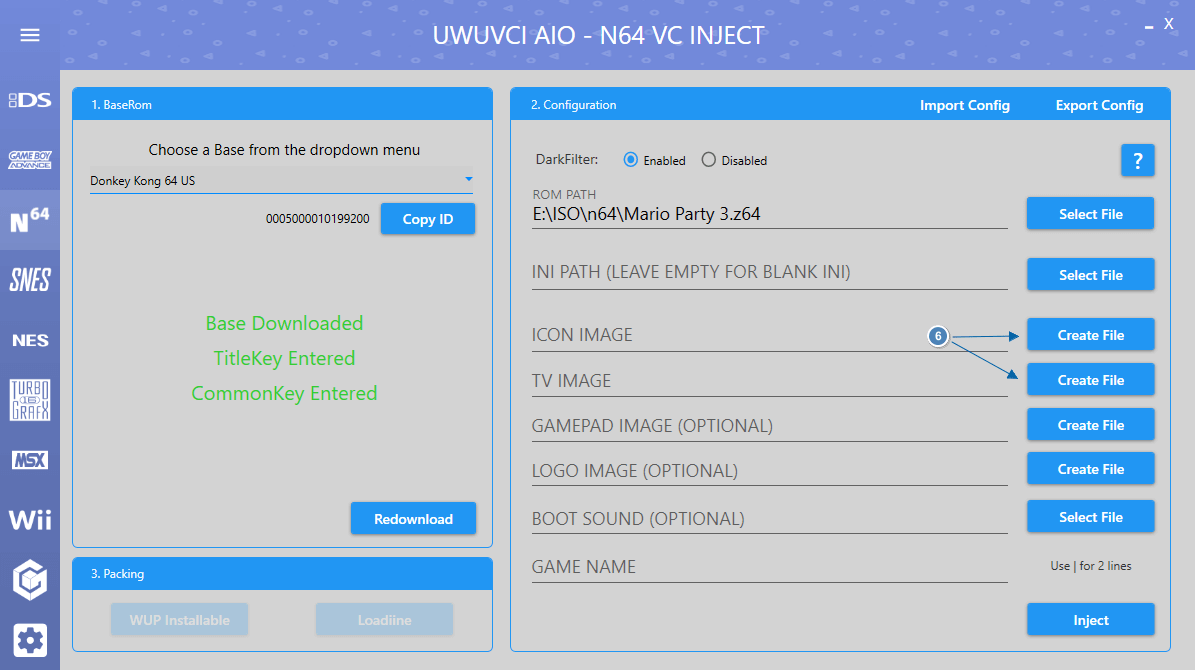 UWUVCI AIO - N64 VC INJECT
X
DS
GAME BOY ADVANCE
N64
SNES
NES
TURBO GRAFX
MSX
Wii
1. BaseRom
Choose a Base from the dropdown menu
Donkey Kong 64 US
0005000010199200
Copy ID
Base Downloaded
TitleKey Entered
CommonKey Entered
Redownload
3. Packing
WUP Installable
Loadiine
2. Configuration
Import Config
Export Config
DarkFilter:
Enabled
Disabled
?
ROM PATH
E:\ISO\n64\Mario Party 3.z64
Select File
INI PATH (LEAVE EMPTY FOR BLANK INI)
Select File
ICON IMAGE
6
Create File
TV IMAGE
Create File
GAMEPAD IMAGE (OPTIONAL)
Create File
LOGO IMAGE (OPTIONAL)
Create File
BOOT SOUND (OPTIONAL)
Select File
GAME NAME
Use | for 2 lines
Inject